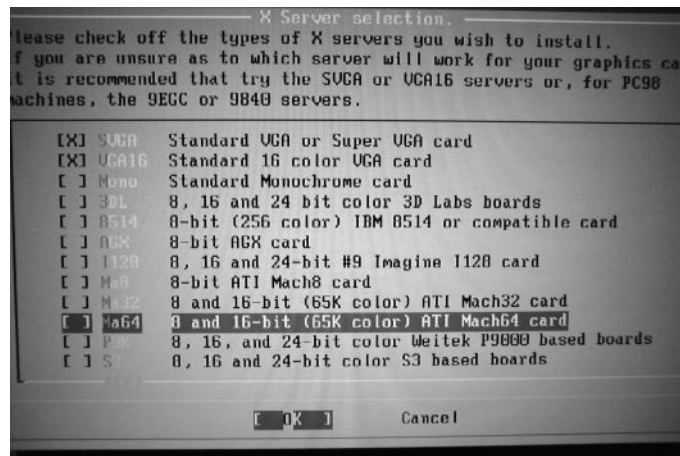 X Server selection.
lease check off the types of X servers you wish to install.
f you are unsure as to which server will work for your graphics ca
t is recommended that try the SVGA or VGA16 servers or, for PC98
achines, the 9EGC or 9840 servers.
[X] SVGA Standard VGA or Super VGA card
[X] VGA16 Standard 16 color VGA card
[ ] Mono Standard Monochrome card
[ ] 3DL 8, 16 and 24 bit color 3D Labs boards
[ ] 8514 8-bit (256 color) IBM 8514 or compatible card
[ ] AGX 8-bit AGX card
[ ] I128 8, 16 and 24-bit #9 Imagine I128 card
[ ] Ma8 8-bit ATI Mach8 card
[ ] Ma32 8 and 16-bit (65K color) ATI Mach32 card
[ ] Ma64 8 and 16-bit (65K color) ATI Mach64 card
[ ] P9K 8, 16, and 24-bit color Weitek P9000 based boards
[ ] S3 8, 16 and 24-bit color S3 based boards
[ OK ] Cancel